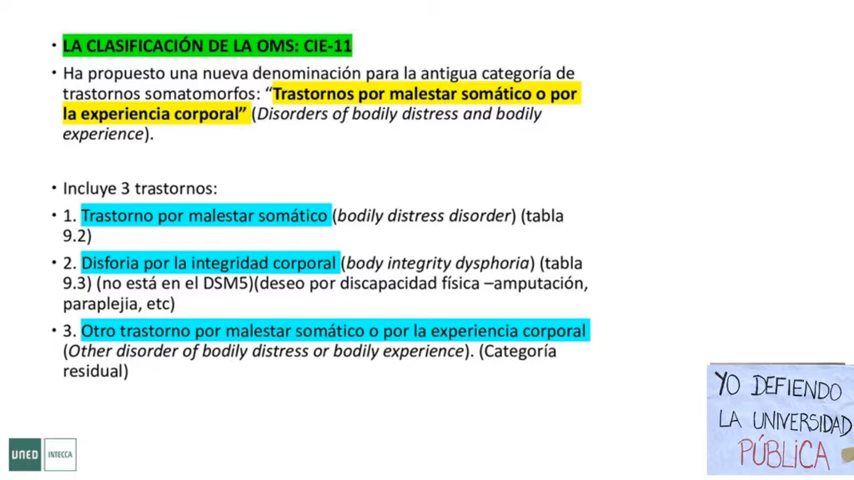 • LA CLASIFICACIÓN DE LA OMS: CIE-11
• Ha propuesto una nueva denominación para la antigua categoría de
trastornos somatomorfos: “Trastornos por malestar somático o por
la experiencia corporal” (Disorders of bodily distress and bodily
experience).
• Incluye 3 trastornos:
• 1. Trastorno por malestar somático (bodily distress disorder) (tabla
9.2)
• 2. Disforia por la integridad corporal (body integrity dysphoria) (tabla
9.3) (no está en el DSM5)(deseo por discapacidad física –amputación,
paraplejia, etc)
• 3. Otro trastorno por malestar somático o por la experiencia corporal
(Other disorder of bodily distress or bodily experience). (Categoría
residual)
YO DEFIENDO
LA UNIVERSIDAD
PÚBLICA
UNED INTECCA